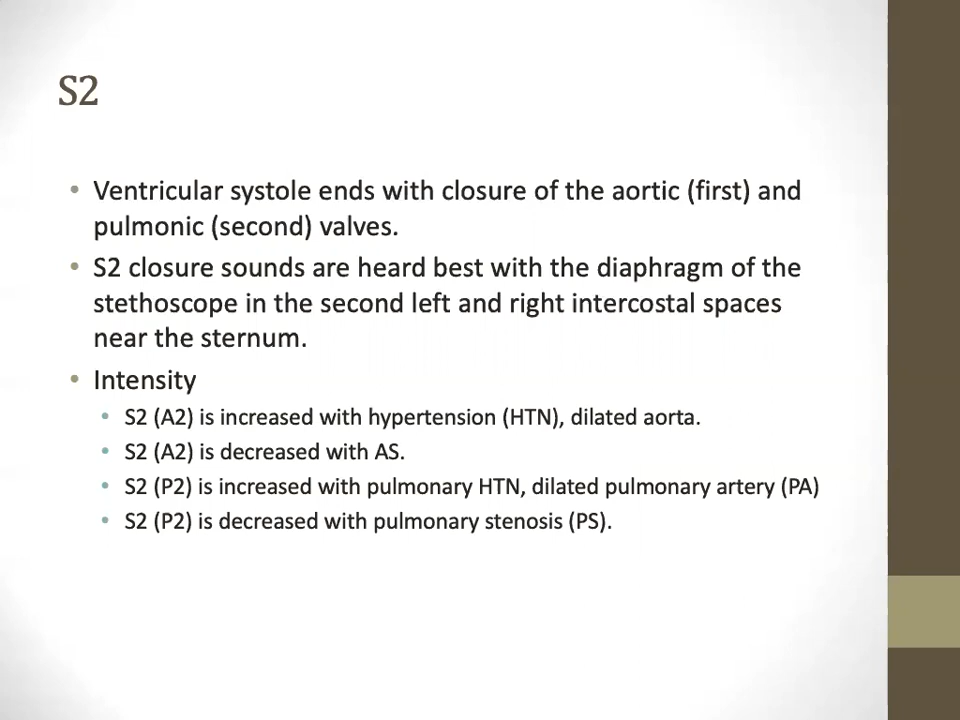 S2
• Ventricular systole ends with closure of the aortic (first) and
pulmonic (second) valves.
• S2 closure sounds are heard best with the diaphragm of the
stethoscope in the second left and right intercostal spaces
near the sternum.
• Intensity
• S2 (A2) is increased with hypertension (HTN), dilated aorta.
• S2 (A2) is decreased with AS.
• S2 (P2) is increased with pulmonary HTN, dilated pulmonary artery (PA)
• S2 (P2) is decreased with pulmonary stenosis (PS).